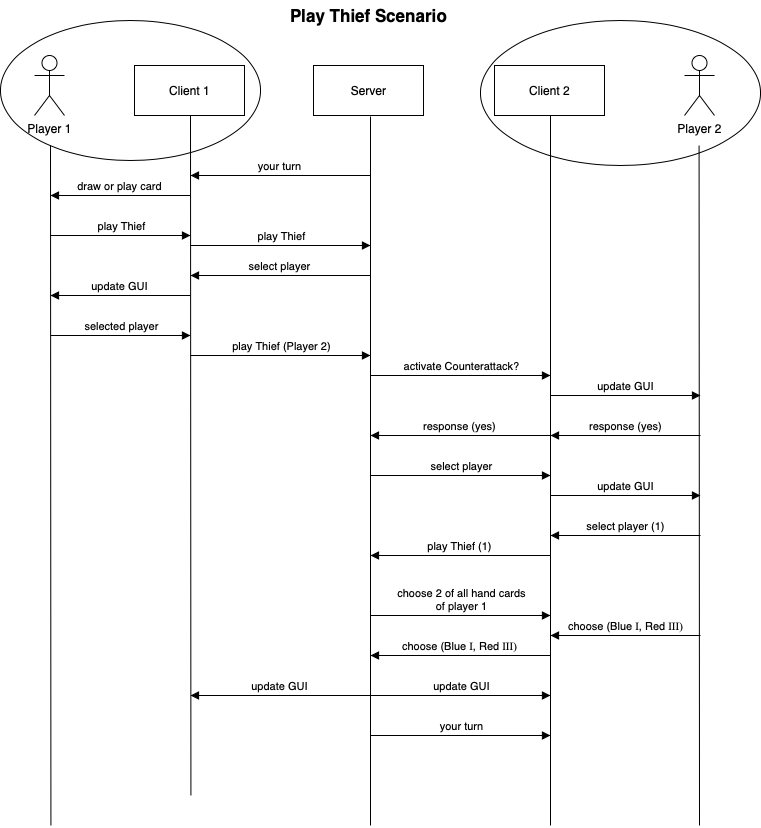 Play Thief Scenario
Player 1
Client 1
Server
Client 2
Player 2
your turn
draw or play card
play Thief
play Thief
select player
update GUI
selected player
play Thief (Player 2)
activate Counterattack?
update GUI
response (yes)
response (yes)
select player
update GUI
select player (1)
play Thief (1)
choose 2 of all hand cards
of player 1
choose (Blue I, Red III)
choose (Blue I, Red III)
update GUI
update GUI
your turn